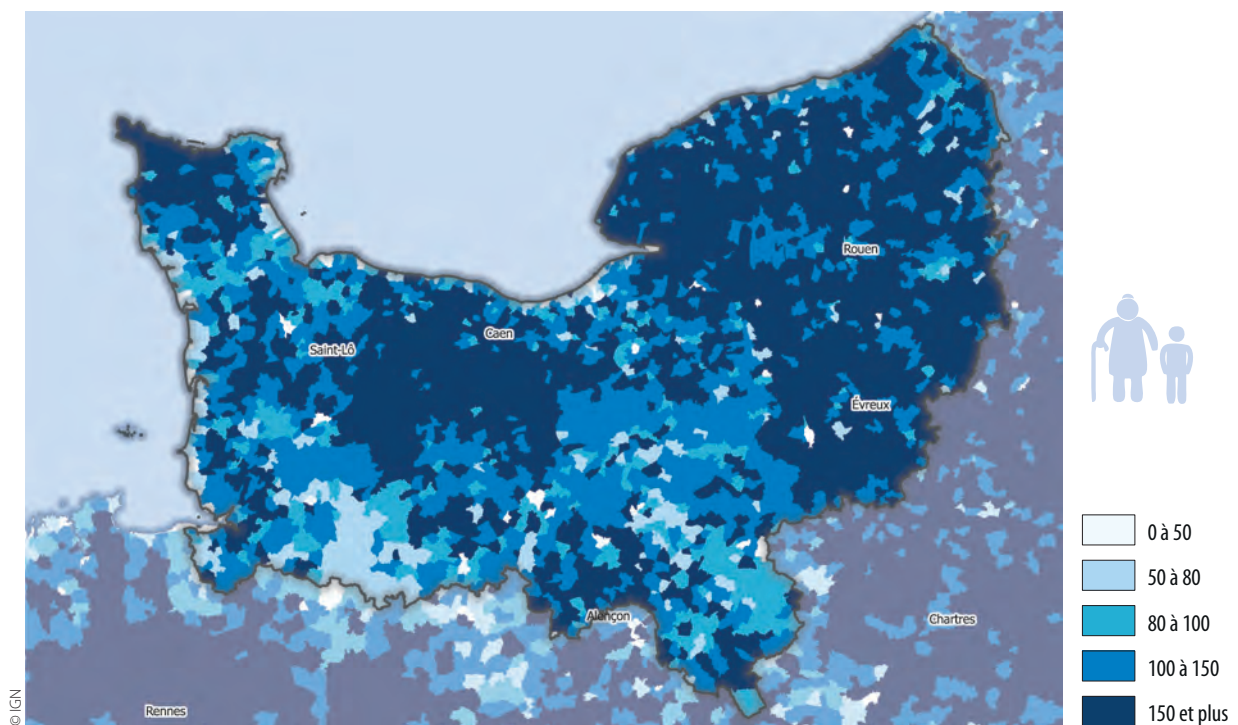 Rouen
Caen
Saint-Lô
Évreux
Alençon
Chartres
Rennes
© IGN
0 à 50
50 à 80
80 à 100
100 à 150
150 et plus